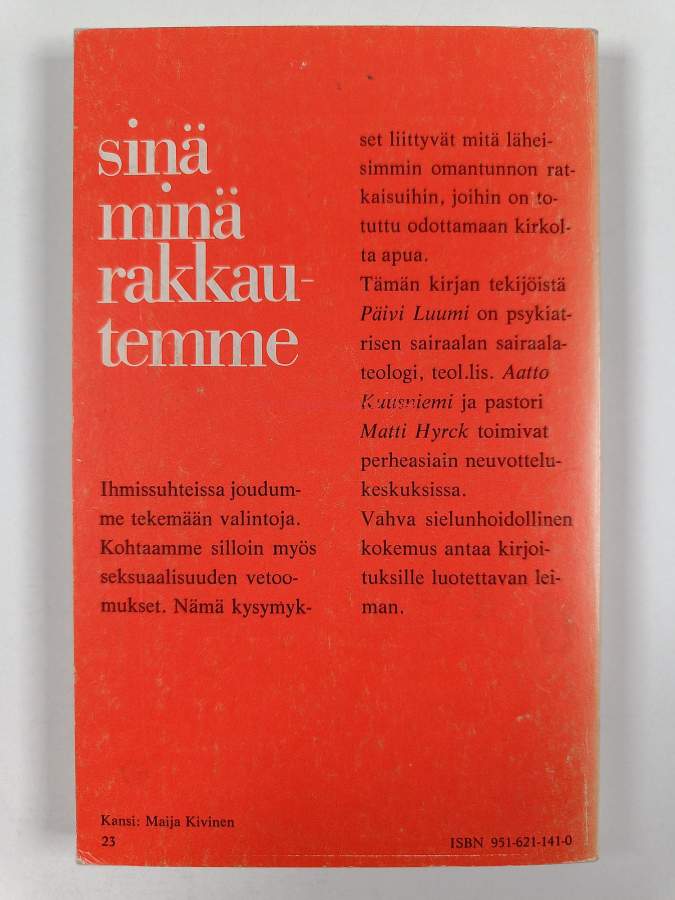 sinä
minä
rakkau-
temme
Ihmissuhteissa joudum-
me tekemään valintoja.
Kohtaamme silloin myös
seksuaalisuuden vetoo-
mukset. Nämä kysymyk-
set liittyvät mitä lähei-
simmin omantunnon rat-
kaisuihin, joihin on to-
tuttu odottamaan kirkol-
ta apua.
Tämän kirjan tekijöistä
Päivi Luumi on psykiat-
risen sairaalan sairaala-
teologi, teol.lis. Aatto
Kuusniemi ja pastori
Matti Hyrck toimivat
perheasiain neuvottelu-
keskuksissa.
Vahva sielunhoidollinen
kokemus antaa kirjoi-
tuksille luotettavan lei-
man.
Kansi: Maija Kivinen
23
ISBN 951-621-141-0